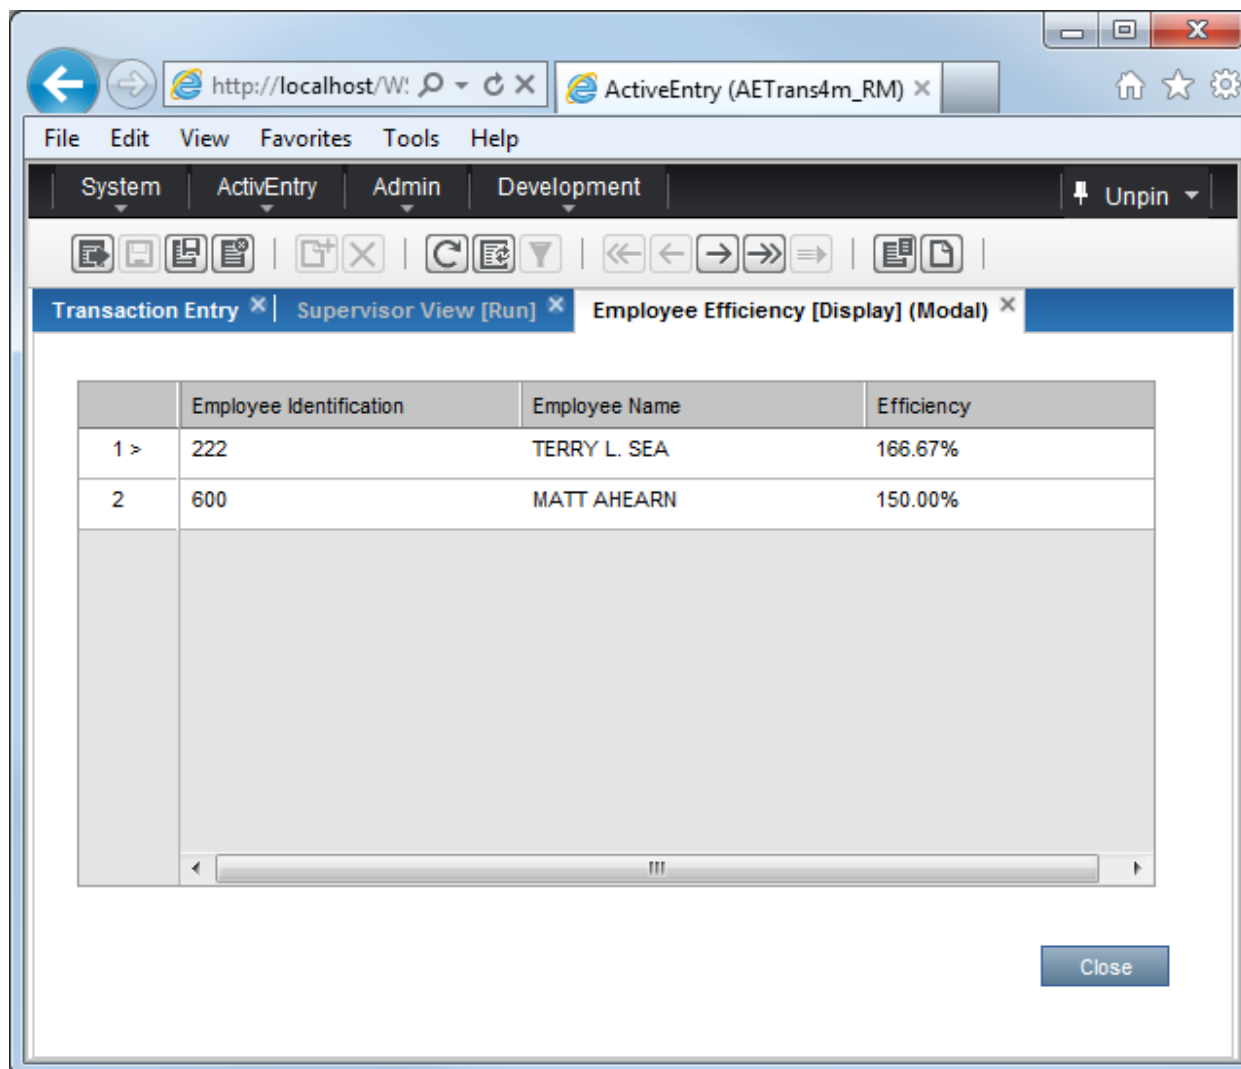 http://localhost/W:
ActiveEntry (AETrans4m_RM)
File Edit View Favorites Tools Help
System ActivEntry Admin Development Unpin
Transaction Entry Supervisor View [Run] Employee Efficiency [Display] (Modal)
Employee Identification Employee Name Efficiency
1 > 222 TERRY L. SEA 166.67%
2 600 MATT AHEARN 150.00%
Close